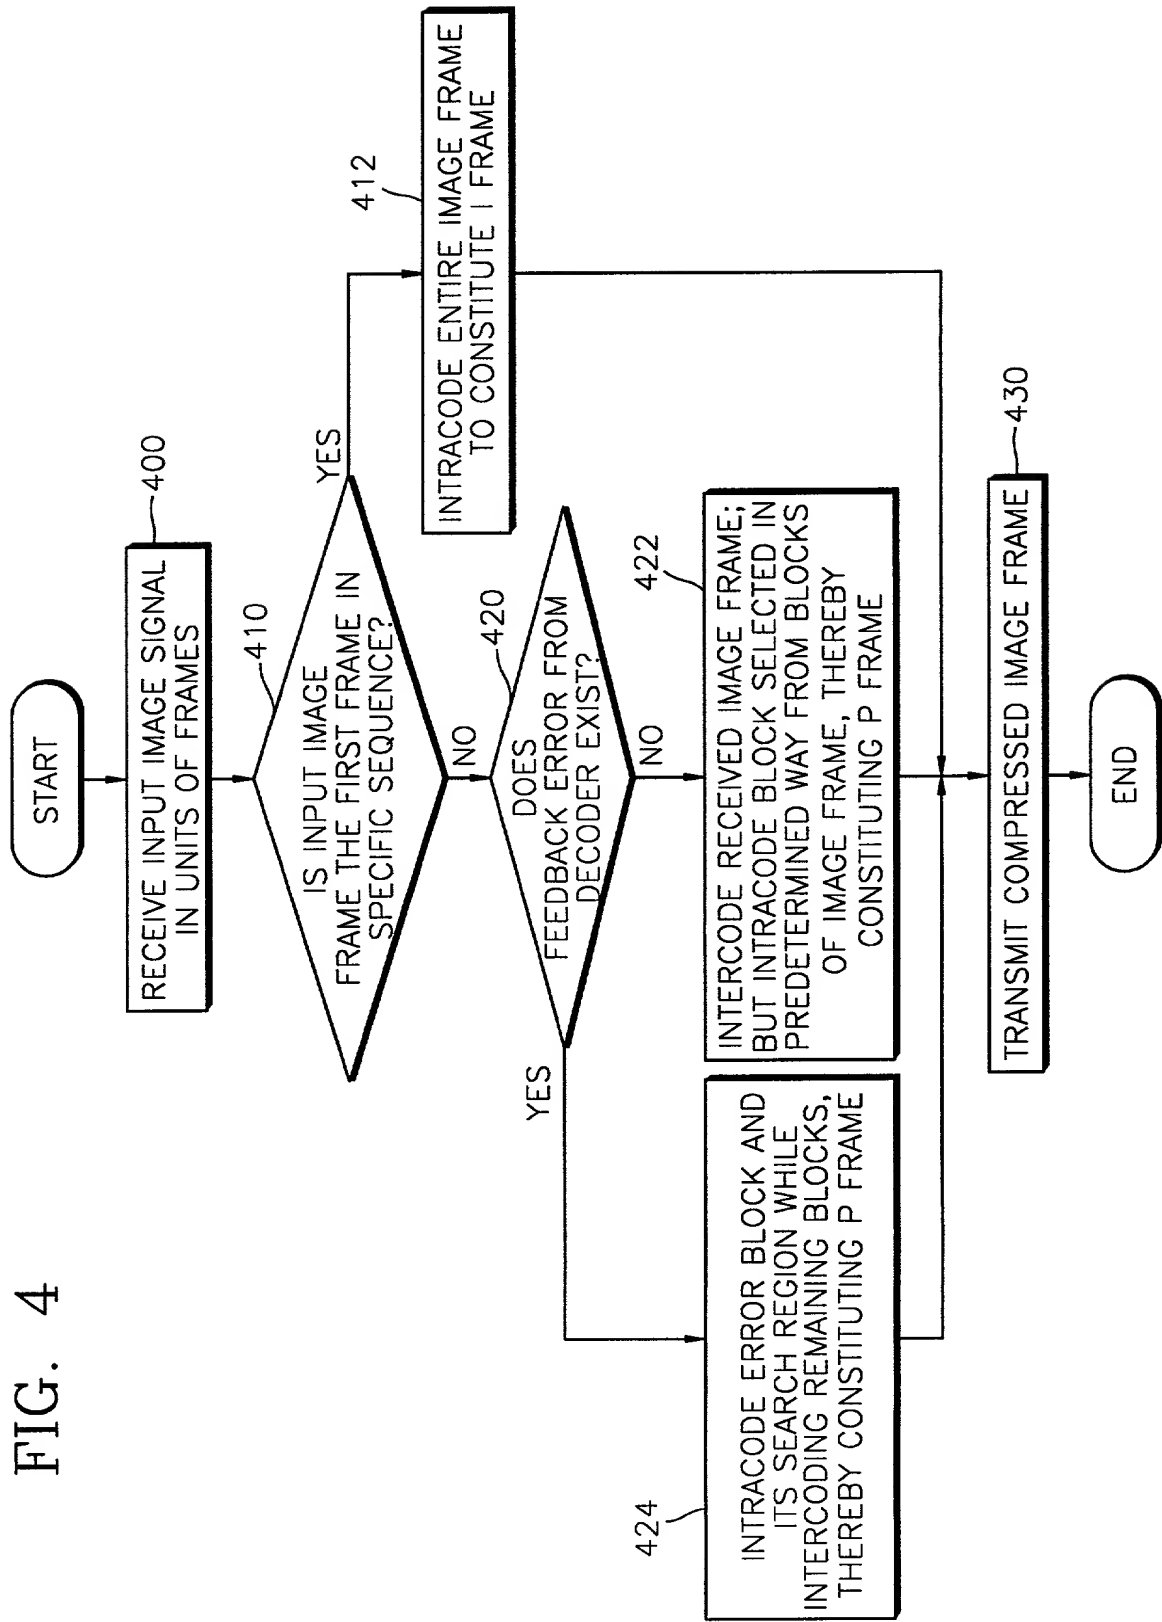 FIG. 4
START
RECEIVE INPUT IMAGE SIGNAL
IN UNITS OF FRAMES
400
410
IS INPUT IMAGE
FRAME THE FIRST FRAME IN
SPECIFIC SEQUENCE?
YES
NO
412
INTRACODE ENTIRE IMAGE FRAME
TO CONSTITUTE I FRAME
420
DOES
FEEDBACK ERROR FROM
DECODER EXIST?
YES
NO
424
INTRACODE ERROR BLOCK AND
ITS SEARCH REGION WHILE
INTERCODING REMAINING BLOCKS,
THEREBY CONSTITUTING P FRAME
422
INTERCODE RECEIVED IMAGE FRAME;
BUT INTRACODE BLOCK SELECTED IN
PREDETERMINED WAY FROM BLOCKS
OF IMAGE FRAME, THEREBY
CONSTITUTING P FRAME
TRANSMIT COMPRESSED IMAGE FRAME
430
END